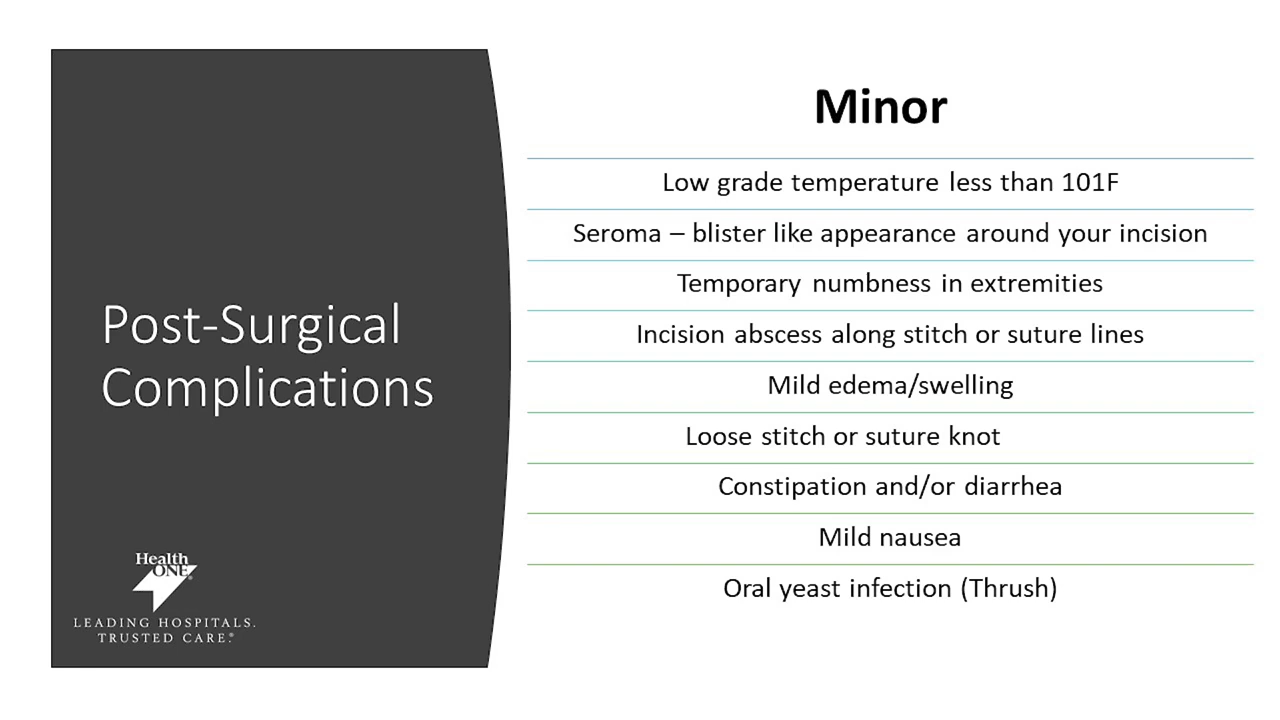 Post-Surgical
Complications
Health
ONE®
LEADING HOSPITALS.
TRUSTED CARE.®
Minor
Low grade temperature less than 101F
Seroma – blister like appearance around your incision
Temporary numbness in extremities
Incision abscess along stitch or suture lines
Mild edema/swelling
Loose stitch or suture knot
Constipation and/or diarrhea
Mild nausea
Oral yeast infection (Thrush)